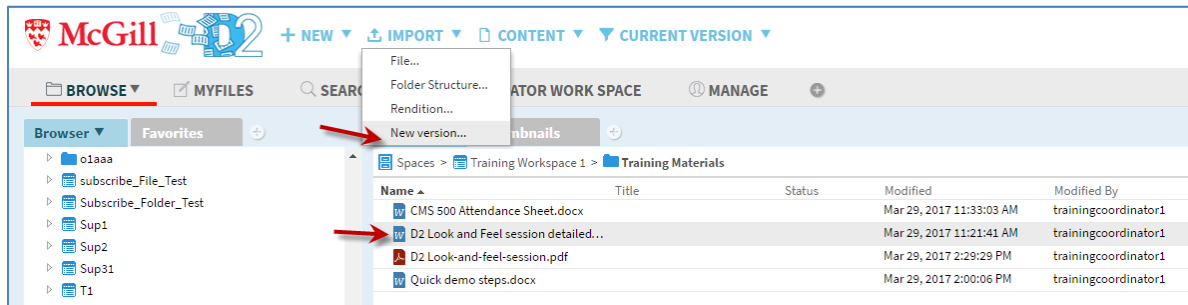 McGill D2 + NEW ▼ IMPORT ▼ CONTENT ▼ CURRENT VERSION ▼
File...
Folder Structure...
Rendition...
New version...
BROWSE ▼ MYFILES SEARC ATOR WORK SPACE MANAGE
Browser ▼ Favorites mbnails
o1aaa
subscribe_File_Test
Subscribe_Folder_Test
Sup1
Sup2
Sup31
T1
Spaces > Training Workspace 1 > Training Materials
Name Title Status Modified Modified By
CMS 500 Attendance Sheet.docx Mar 29, 2017 11:33:03 AM trainingcoordinator1
D2 Look and Feel session detailed... Mar 29, 2017 11:21:41 AM trainingcoordinator1
D2 Look-and-feel-session.pdf Mar 29, 2017 2:29:29 PM trainingcoordinator1
Quick demo steps.docx Mar 29, 2017 2:00:06 PM trainingcoordinator1